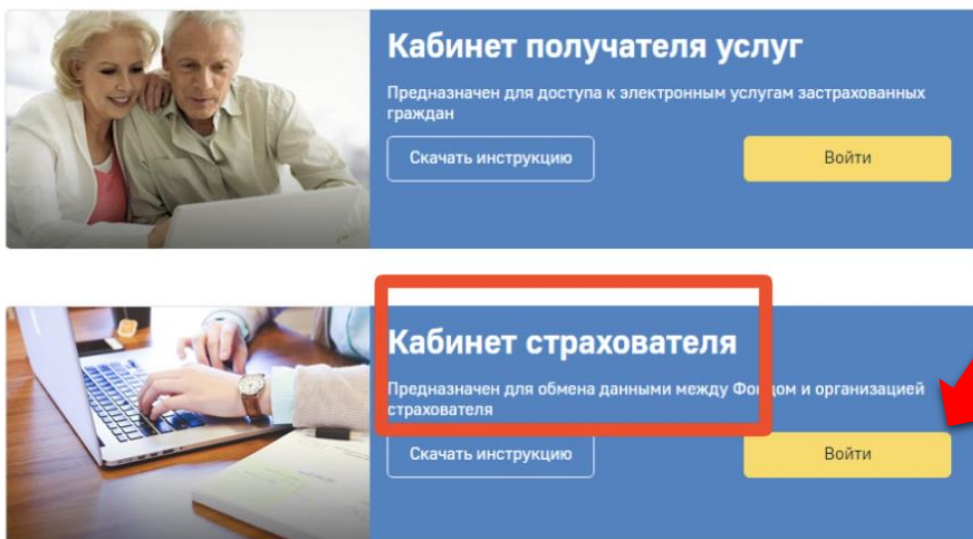 Кабинет получателя услуг
Предназначен для доступа к электронным услугам застрахованных
граждан
Скачать инструкцию
Войти
Кабинет страхователя
Предназначен для обмена данными между Фондом и организацией
страхователя
Скачать инструкцию
Войти